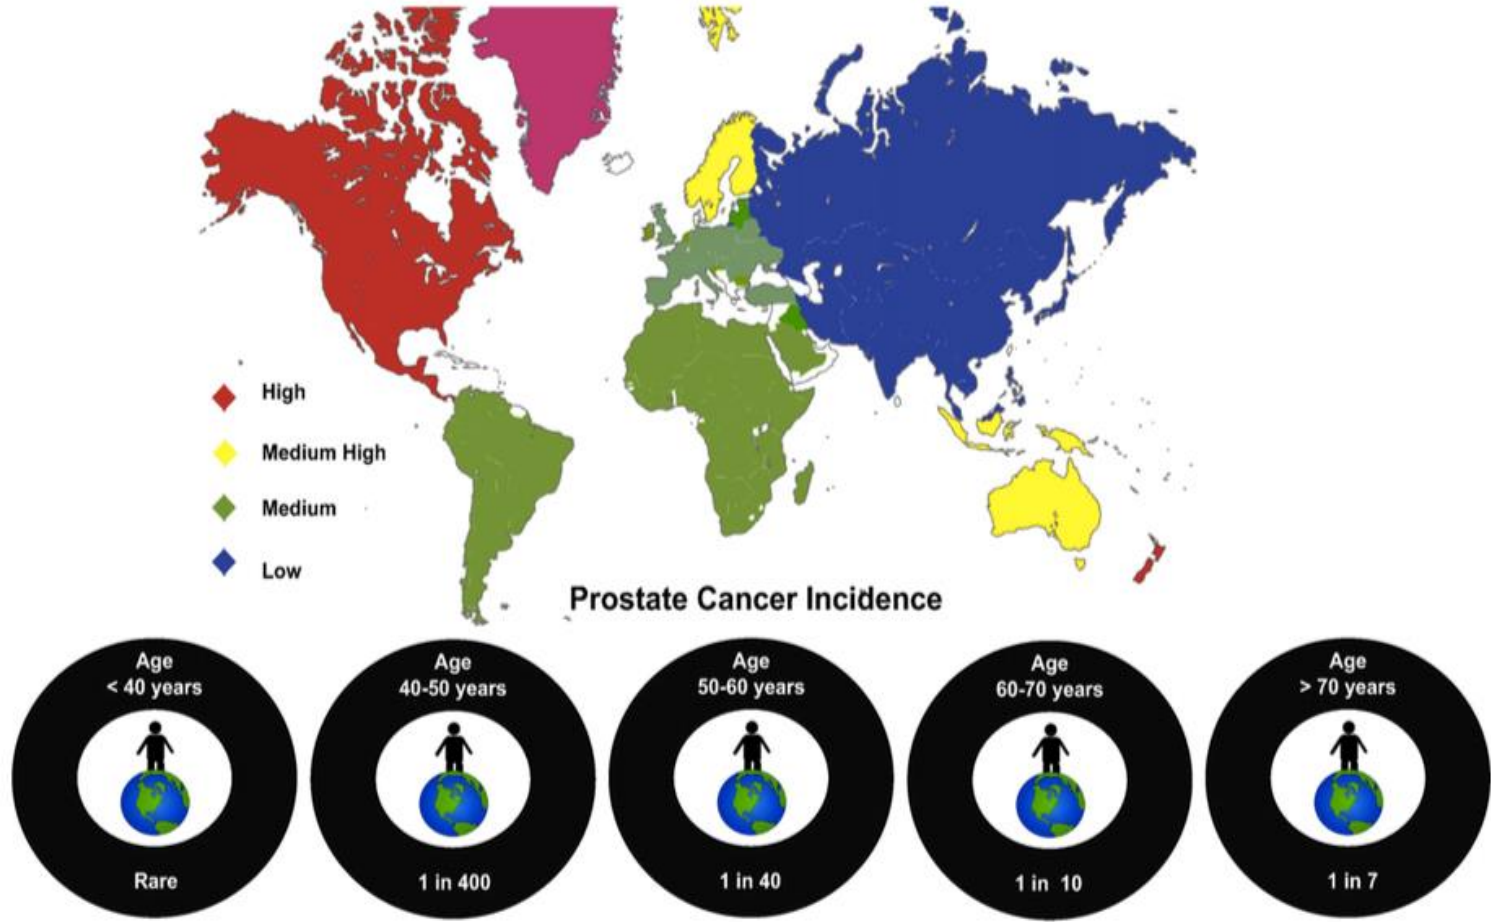 High
Medium High
Medium
Low
Prostate Cancer Incidence
Age
< 40 years
Rare
Age
40-50 years
1 in 400
Age
50-60 years
1 in 40
Age
60-70 years
1 in 10
Age
> 70 years
1 in 7